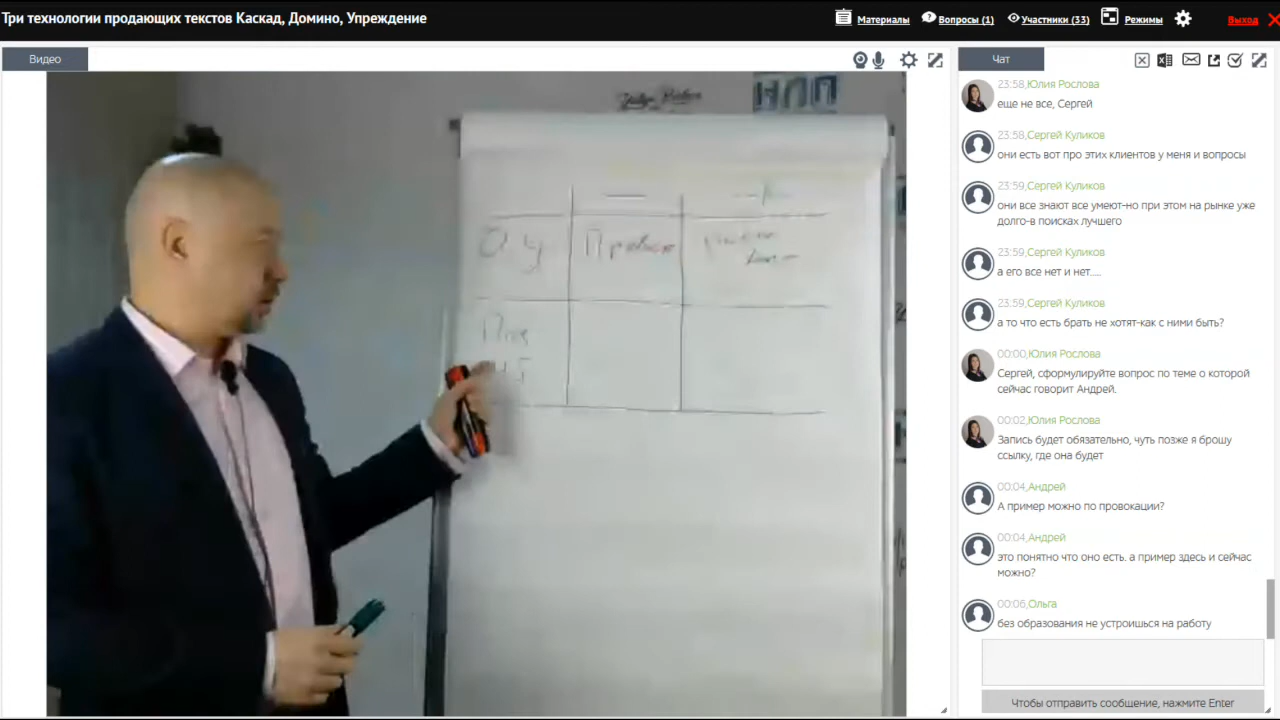 Три технологии продающих текстов Каскад, Домино, Упреждение
Материалы
Вопросы (1)
Участники (33)
Режимы
Выход
Видео
Чат
НЛП
О У
23:58,Юлия Рослова
еще не все, Сергей
23:58,Сергей Куликов
они есть вот про этих клиентов у меня и вопросы
23:59,Сергей Куликов
они все знают все умеют-но при этом на рынке уже
долго-в поисках лучшего
23:59,Сергей Куликов
а его все нет и нет.....
23:59,Сергей Куликов
а то что есть брать не хотят-как с ними быть?
00:00,Юлия Рослова
Сергей, сформулируйте вопрос по теме о которой
сейчас говорит Андрей.
00:02,Юлия Рослова
Запись будет обязательно, чуть позже я брошу
ссылку, где она будет
00:04,Андрей
А пример можно по провокации?
00:04,Андрей
это понятно что оно есть. а пример здесь и сейчас
можно?
00:06,Ольга
без образования не устроишься на работу
Чтобы отправить сообщение, нажмите Enter